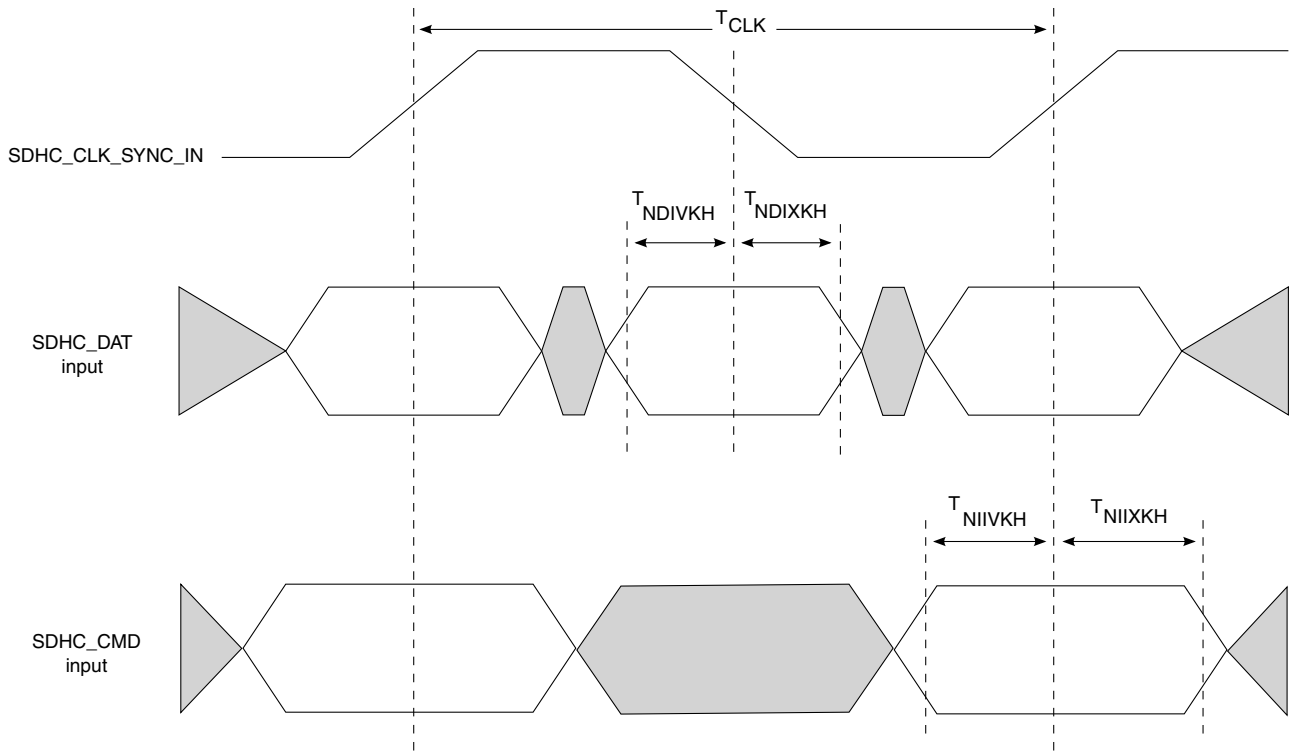 TCLK
SDHC_CLK_SYNC_IN
TNDIVKH
TNDIXKH
SDHC_DAT
input
TNIIVKH
TNIIXKH
SDHC_CMD
input